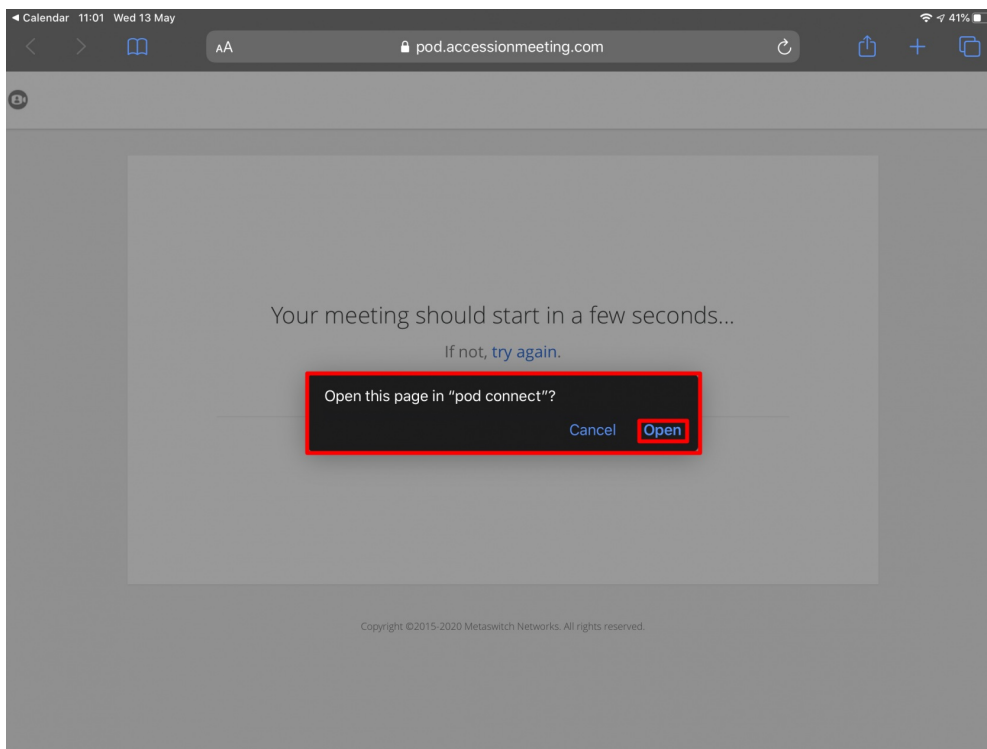 ◀ Calendar 11:01 Wed 13 May 41%
AA pod.accessionmeeting.com
Your meeting should start in a few seconds...
If not, try again.
Open this page in "pod connect"?
Cancel Open
Copyright ©2015-2020 Metaswitch Networks. All rights reserved.